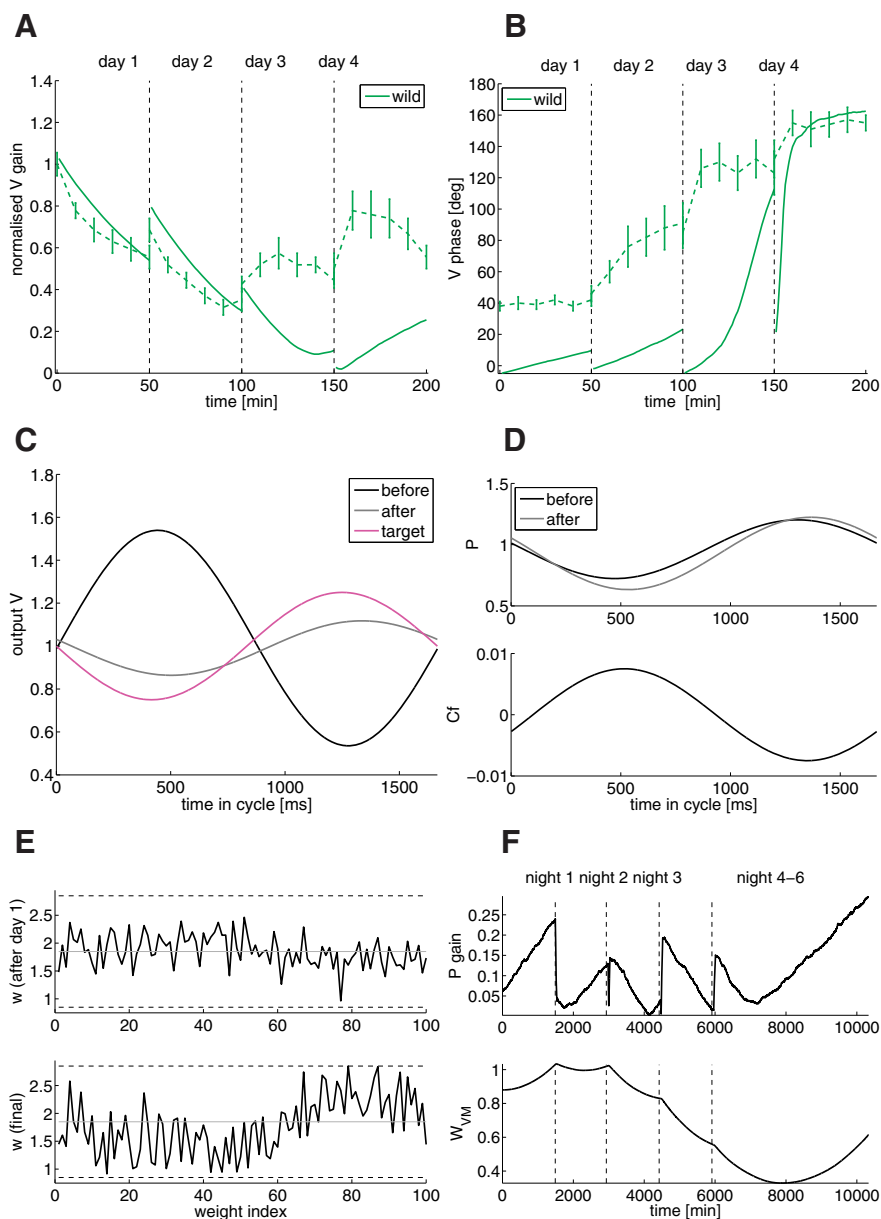 A
day 1 day 2 day 3 day 4
1.4
1.2
1
0.8
0.6
0.4
0.2
0
normalised V gain
wild
0 50 100 150 200
time [min]
B
day 1 day 2 day 3 day 4
180
160
140
120
100
80
60
40
20
0
V phase [deg]
wild
0 50 100 150 200
time [min]
C
1.8
1.6
1.4
1.2
1
0.8
0.6
0.4
output V
before
after
target
0 500 1000 1500
time in cycle [ms]
D
1.5
1
0.5
P
before
after
0 500 1000 1500
0.01
0
−0.01
Cf
0 500 1000 1500
time in cycle [ms]
E
2.5
2
1.5
1
w (after day 1)
0 20 40 60 80 100
2.5
2
1.5
1
w (final)
0 20 40 60 80 100
weight index
F
night 1 night 2 night 3 night 4−6
0.25
0.20
0.15
0.1
0.05
P gain
0 2000 4000 6000 8000 10000
1
0.8
0.6
0.4
WVM
0 2000 4000 6000 8000 10000
time [min]